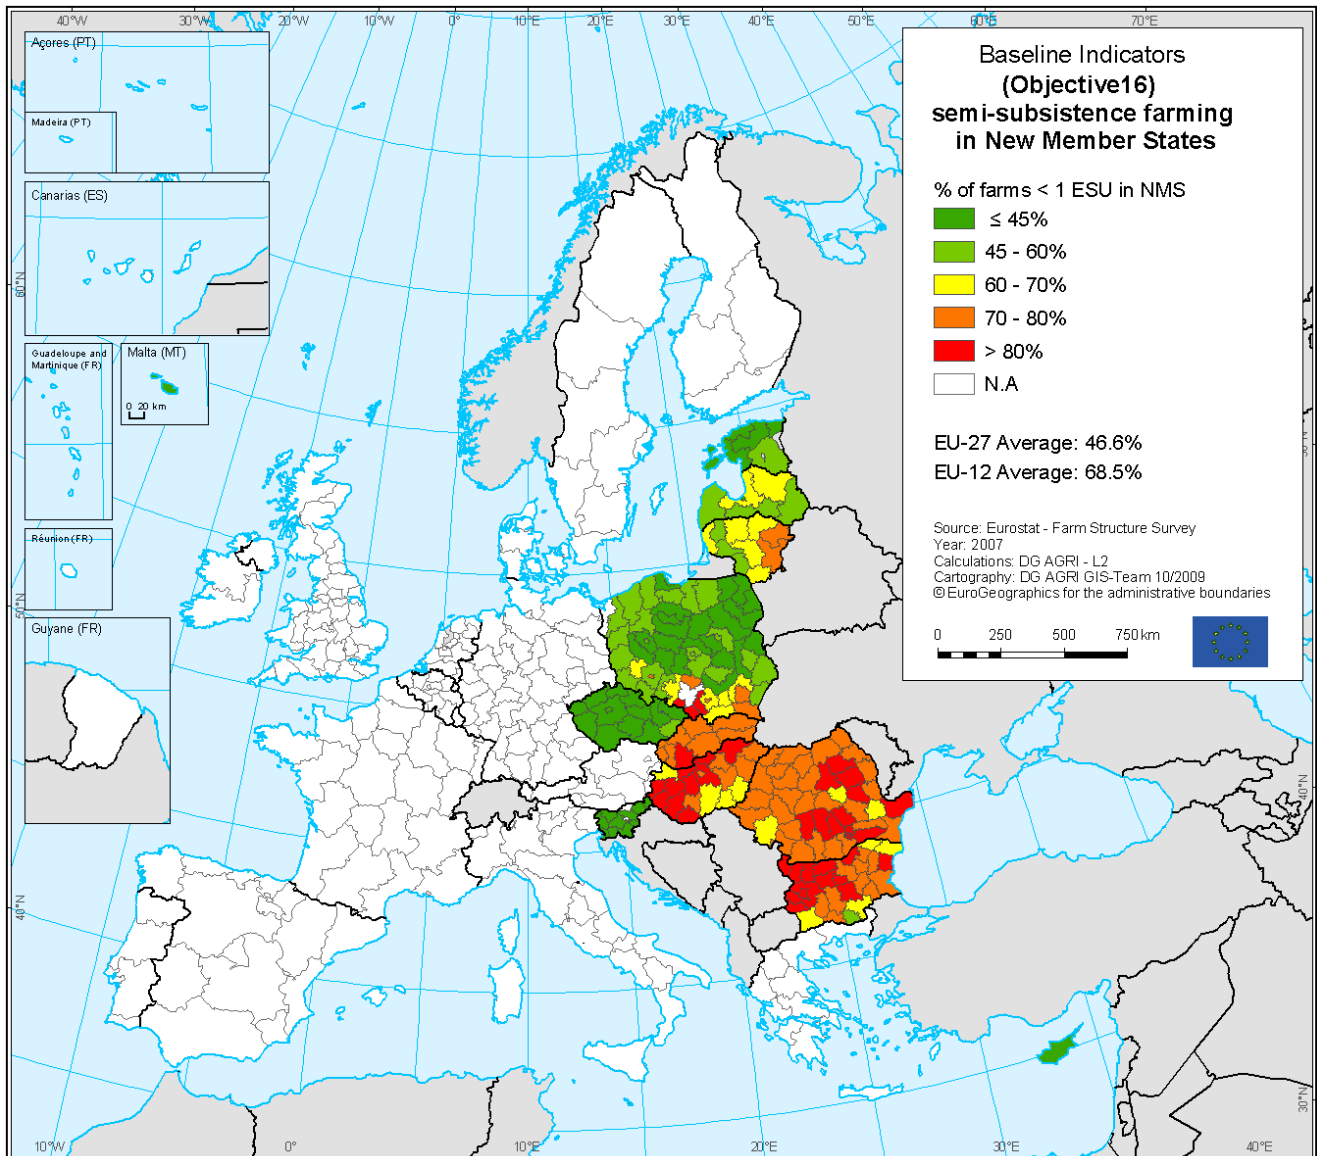 40°W
30°W
20°W
10°W
0°
10°E
20°E
30°E
40°E
50°E
60°E
70°E
Açores (PT)
Madeira (PT)
Canarias (ES)
Guadeloupe and
Martinique (FR)
Malta (MT)
0 20 km
Réunion (FR)
Guyane (FR)
Baseline Indicators
(Objective16)
semi-subsistence farming
in New Member States
% of farms < 1 ESU in NMS
≤ 45%
45 - 60%
60 - 70%
70 - 80%
> 80%
N.A
EU-27 Average: 46.6%
EU-12 Average: 68.5%
Source: Eurostat - Farm Structure Survey
Year: 2007
Calculations: DG AGRI - L2
Cartography: DG AGRI GIS-Team 10/2009
© EuroGeographics for the administrative boundaries
0 250 500 750 km
60°N
50°N
40°N
40°N
30°N
10°W
0°
10°E
20°E
30°E
40°E